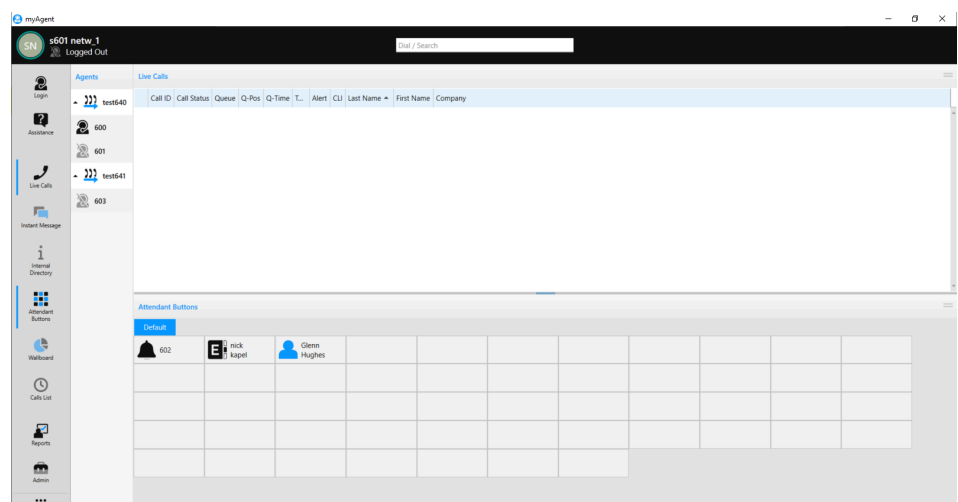 myAgent
SN
s601 netw_1
Logged Out
Dial / Search
Login
Assistance
Live Calls
Instant Message
Internal
Directory
Attendant
Buttons
Wallboard
Calls List
Reports
Admin
Agents
test640
600
601
test641
603
Live Calls
Call ID Call Status Queue Q-Pos Q-Time T... Alert CLI Last Name First Name Company
Attendant Buttons
Default
602
E
nick
kapel
Glenn
Hughes